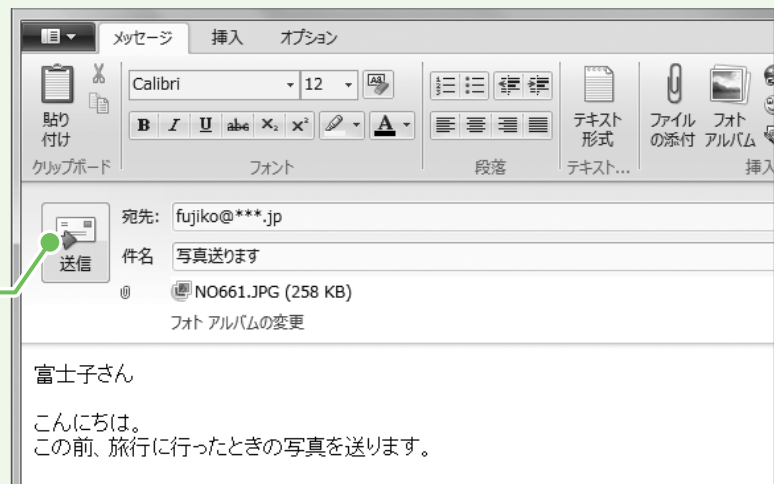 メッセージ 挿入 オプション
Calibri 12
貼り付け
B I U abc X₂ x² A
テキスト形式
ファイルの添付
フォトアルバム
クリップボード フォント 段落 テキスト... 挿入
送信
宛先: fujiko@***.jp
件名 写真送ります
NO661.JPG (258 KB)
フォト アルバムの変更
富士子さん
こんにちは。
この前、旅行に行ったときの写真を送ります。